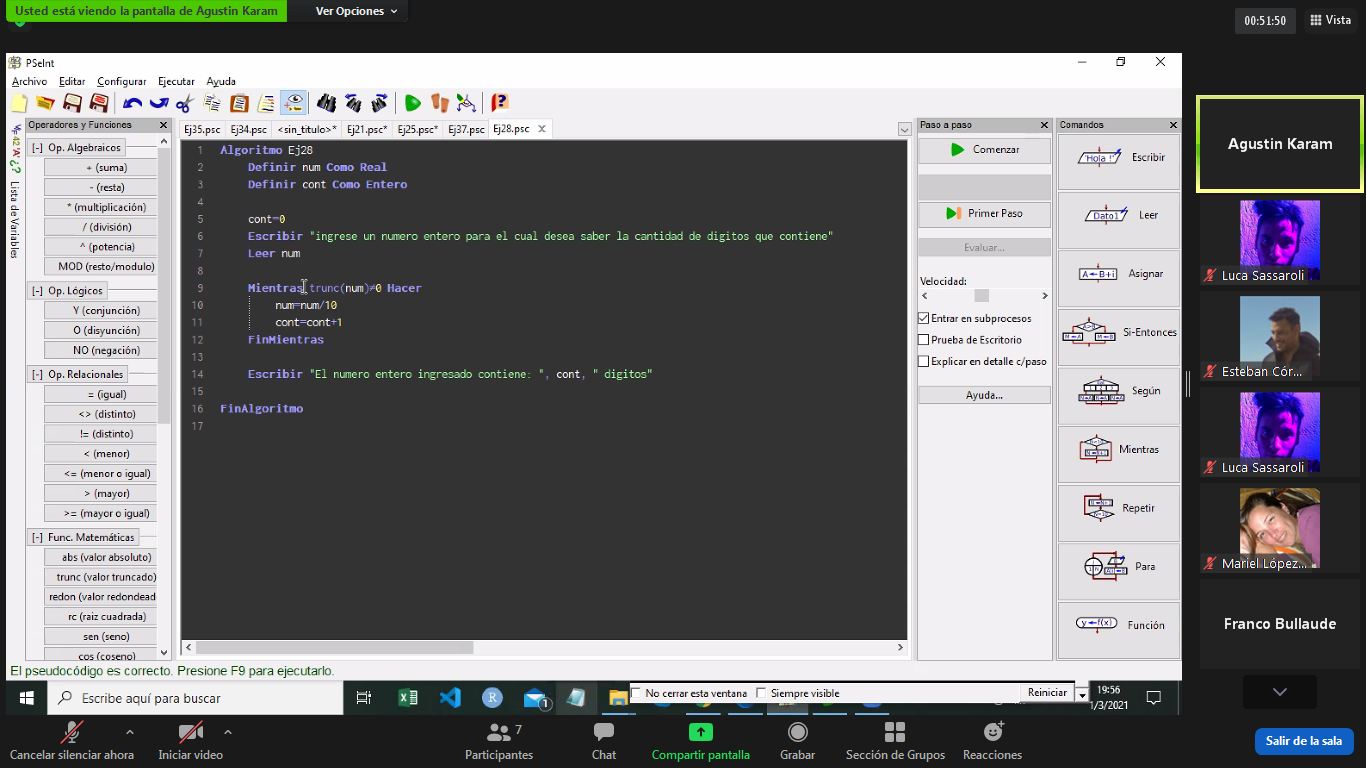 Usted está viendo la pantalla de Agustin Karam
Ver Opciones
00:51:50
Vista
PSeInt
Archivo Editar Configurar Ejecutar Ayuda
Operadores y Funciones
Ej35.psc Ej34.psc <sin_titulo>* Ej21.psc* Ej25.psc* Ej37.psc Ej28.psc
Paso a paso
Comandos
Lista de Variables
[-] Op. Algebraicos
+ (suma)
- (resta)
* (multiplicación)
/ (división)
^ (potencia)
MOD (resto/modulo)
[-] Op. Lógicos
Y (conjunción)
O (disyunción)
NO (negación)
[-] Op. Relacionales
= (igual)
<> (distinto)
!= (distinto)
< (menor)
<= (menor o igual)
> (mayor)
>= (mayor o igual)
[-] Func. Matemáticas
abs (valor absoluto)
trunc (valor truncado)
redon (valor redondead
rc (raiz cuadrada)
sen (seno)
cos (coseno)
1 Algoritmo Ej28
2 Definir num Como Real
3 Definir cont Como Entero
4
5 cont=0
6 Escribir "ingrese un numero entero para el cual desea saber la cantidad de digitos que contiene"
7 Leer num
8
9 Mientras trunc(num)≠0 Hacer
10 num=num/10
11 cont=cont+1
12 FinMientras
13
14 Escribir "El numero entero ingresado contiene: ", cont, " digitos"
15
16 FinAlgoritmo
17
Comenzar
Primer Paso
Evaluar...
Velocidad:
Entrar en subprocesos
Prueba de Escritorio
Explicar en detalle c/paso
Ayuda...
'Hola !' Escribir
Dato1 Leer
A←B+i Asignar
Si-Entonces
Según
Mientras
Repetir
Para
y←f(x) Función
El pseudocódigo es correcto. Presione F9 para ejecutarlo.
Agustin Karam
Luca Sassaroli
Esteban Cór...
Luca Sassaroli
Mariel López...
Franco Bullaude
Escribe aquí para buscar
1
No cerrar esta ventana
Siempre visible
Reiniciar
19:56
1/3/2021
Cancelar silenciar ahora
Iniciar video
7
Participantes
Chat
Compartir pantalla
Grabar
Sección de Grupos
Reacciones
Salir de la sala